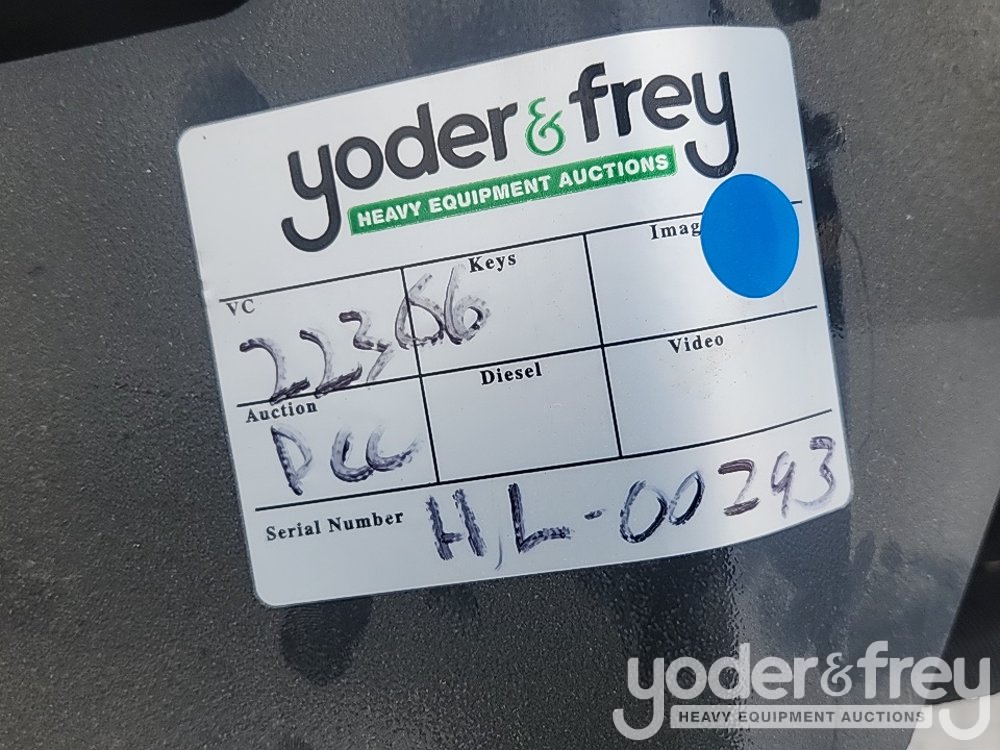 yoder & frey
HEAVY EQUIPMENT AUCTIONS
VC Keys Imag
22366
Auction Diesel Video
DCC
Serial Number HL-00293
yoder & frey
HEAVY EQUIPMENT AUCTIONS